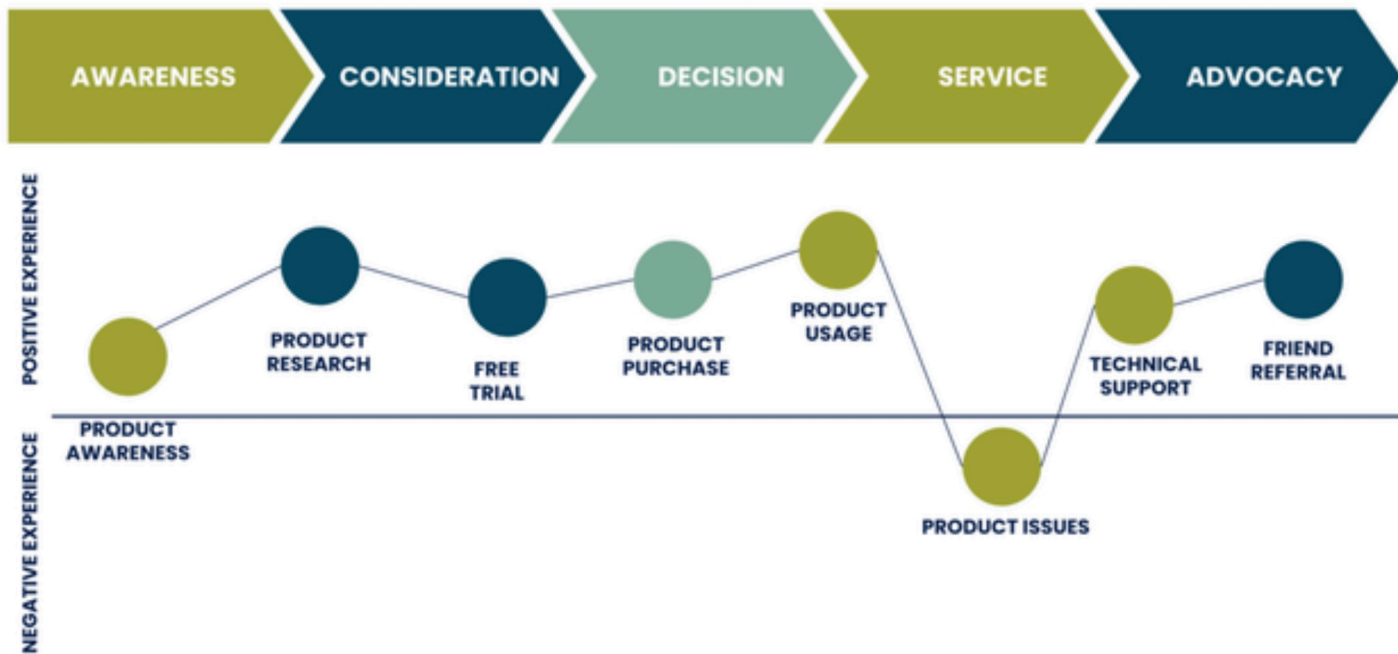 AWARENESS
CONSIDERATION
DECISION
SERVICE
ADVOCACY
POSITIVE EXPERIENCE
PRODUCT
AWARENESS
PRODUCT
RESEARCH
FREE
TRIAL
PRODUCT
PURCHASE
PRODUCT
USAGE
PRODUCT ISSUES
TECHNICAL
SUPPORT
FRIEND
REFERRAL
NEGATIVE EXPERIENCE